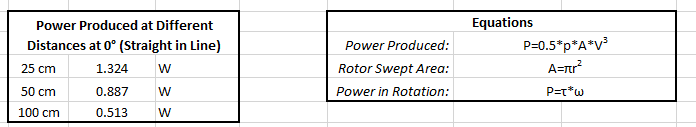 Power Produced at Different
Distances at 0° (Straight in Line)
25 cm 1.324 W
50 cm 0.887 W
100 cm 0.513 W
Equations
Power Produced: P=0.5*p*A*V³
Rotor Swept Area: A=πr²
Power in Rotation: P=τ*ω